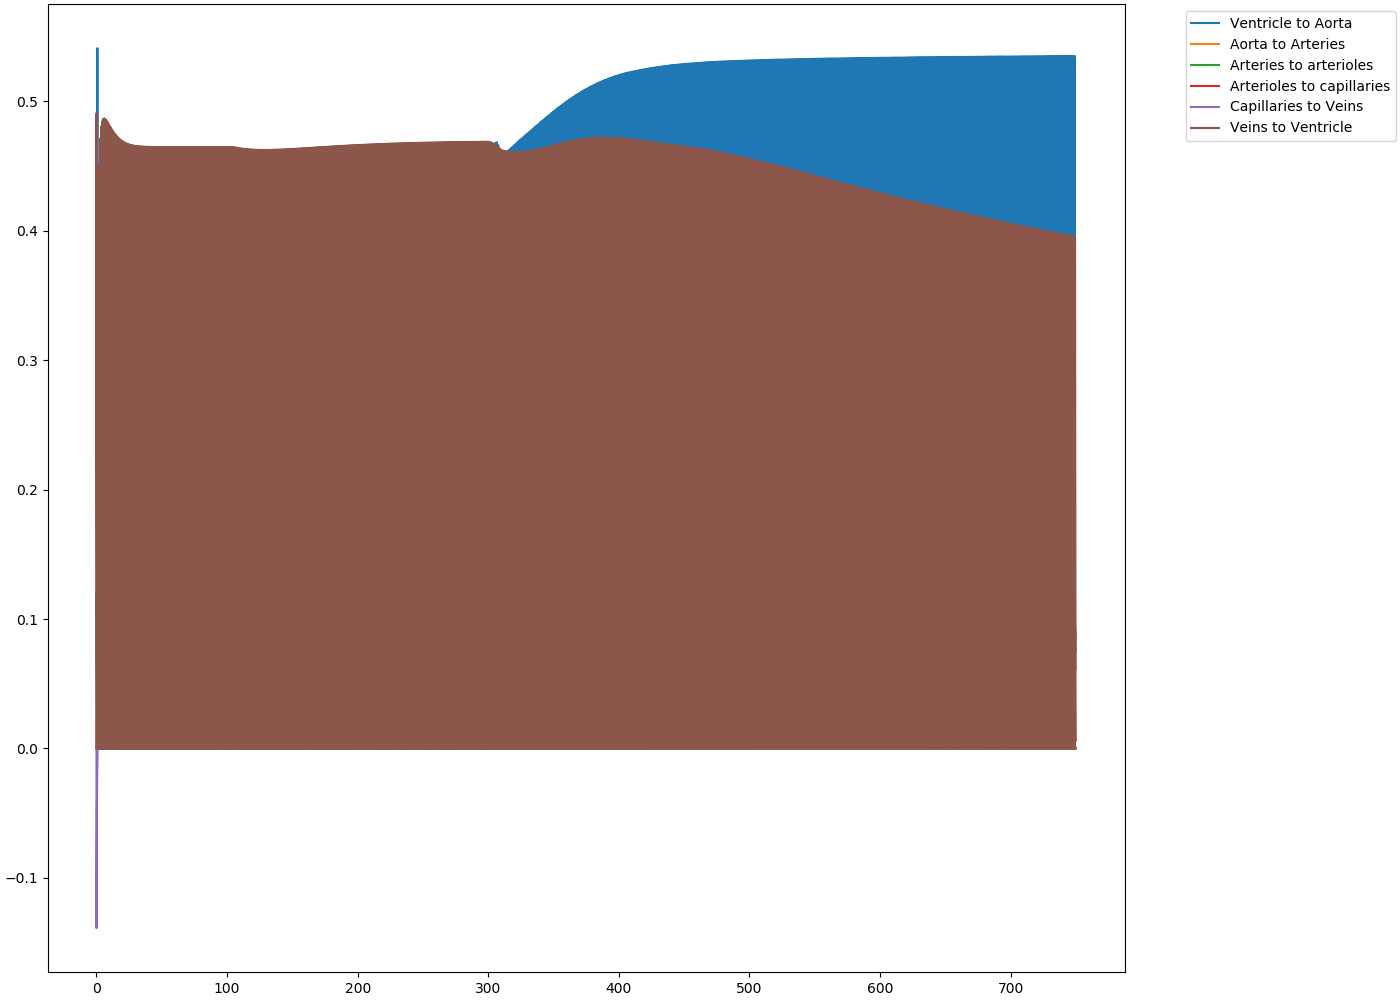 Ventricle to Aorta
Aorta to Arteries
Arteries to arterioles
Arterioles to capillaries
Capillaries to Veins
Veins to Ventricle
0.5
0.4
0.3
0.2
0.1
0.0
−0.1
0 100 200 300 400 500 600 700